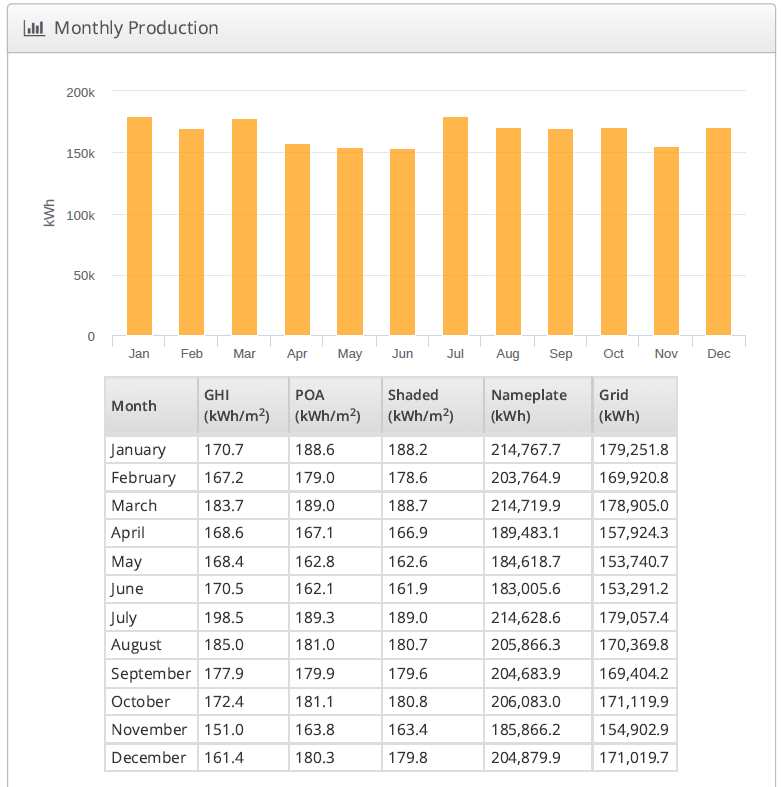 Monthly Production
200k
150k
100k
50k
0
kWh
Jan Feb Mar Apr May Jun Jul Aug Sep Oct Nov Dec
Month GHI (kWh/m²) POA (kWh/m²) Shaded (kWh/m²) Nameplate (kWh) Grid (kWh)
January 170.7 188.6 188.2 214,767.7 179,251.8
February 167.2 179.0 178.6 203,764.9 169,920.8
March 183.7 189.0 188.7 214,719.9 178,905.0
April 168.6 167.1 166.9 189,483.1 157,924.3
May 168.4 162.8 162.6 184,618.7 153,740.7
June 170.5 162.1 161.9 183,005.6 153,291.2
July 198.5 189.3 189.0 214,628.6 179,057.4
August 185.0 181.0 180.7 205,866.3 170,369.8
September 177.9 179.9 179.6 204,683.9 169,404.2
October 172.4 181.1 180.8 206,083.0 171,119.9
November 151.0 163.8 163.4 185,866.2 154,902.9
December 161.4 180.3 179.8 204,879.9 171,019.7